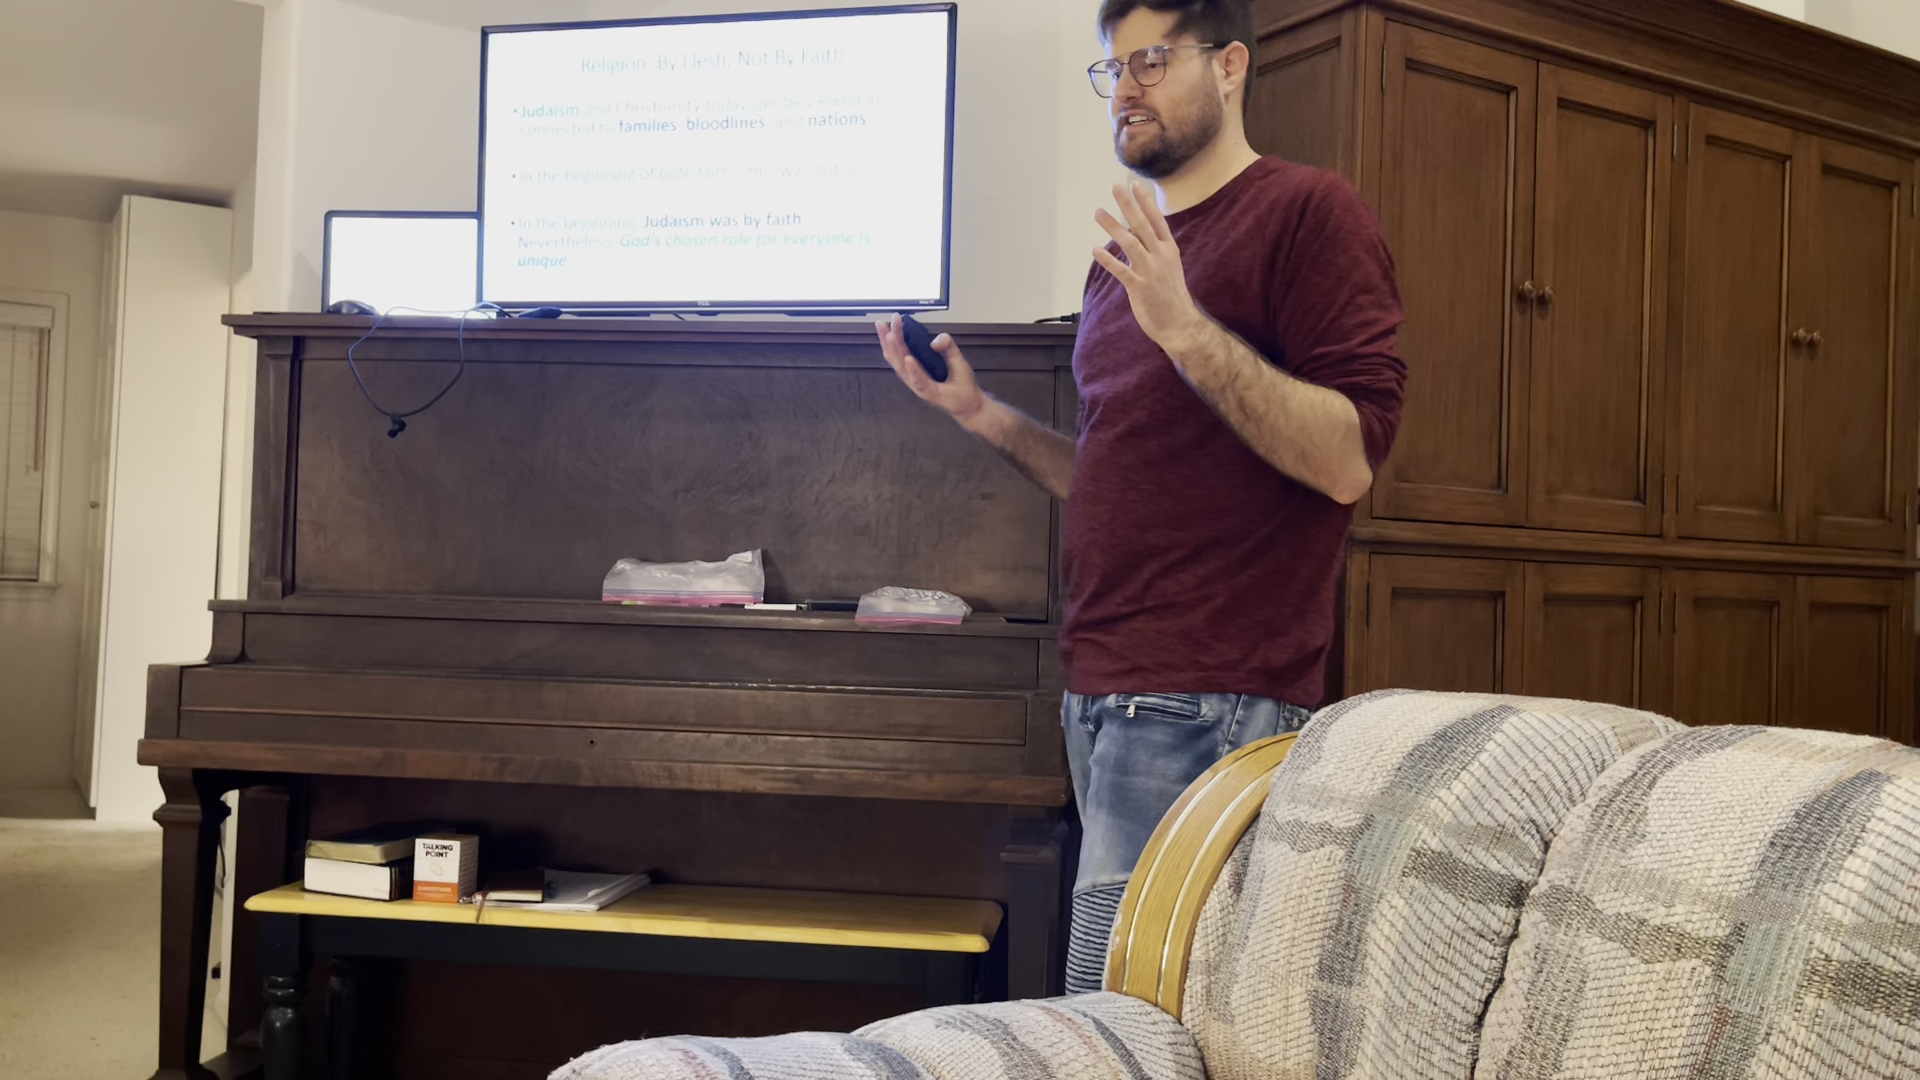 Religion: By Flesh, Not By Faith
• Judaism and Christianity today can be viewed as
connected to families, bloodlines, and nations
• In the beginning of both faiths, this was not so
• In the beginning, Judaism was by faith
Nevertheless, God's chosen role for everyone is
unique
TCL
TALKING
POINT